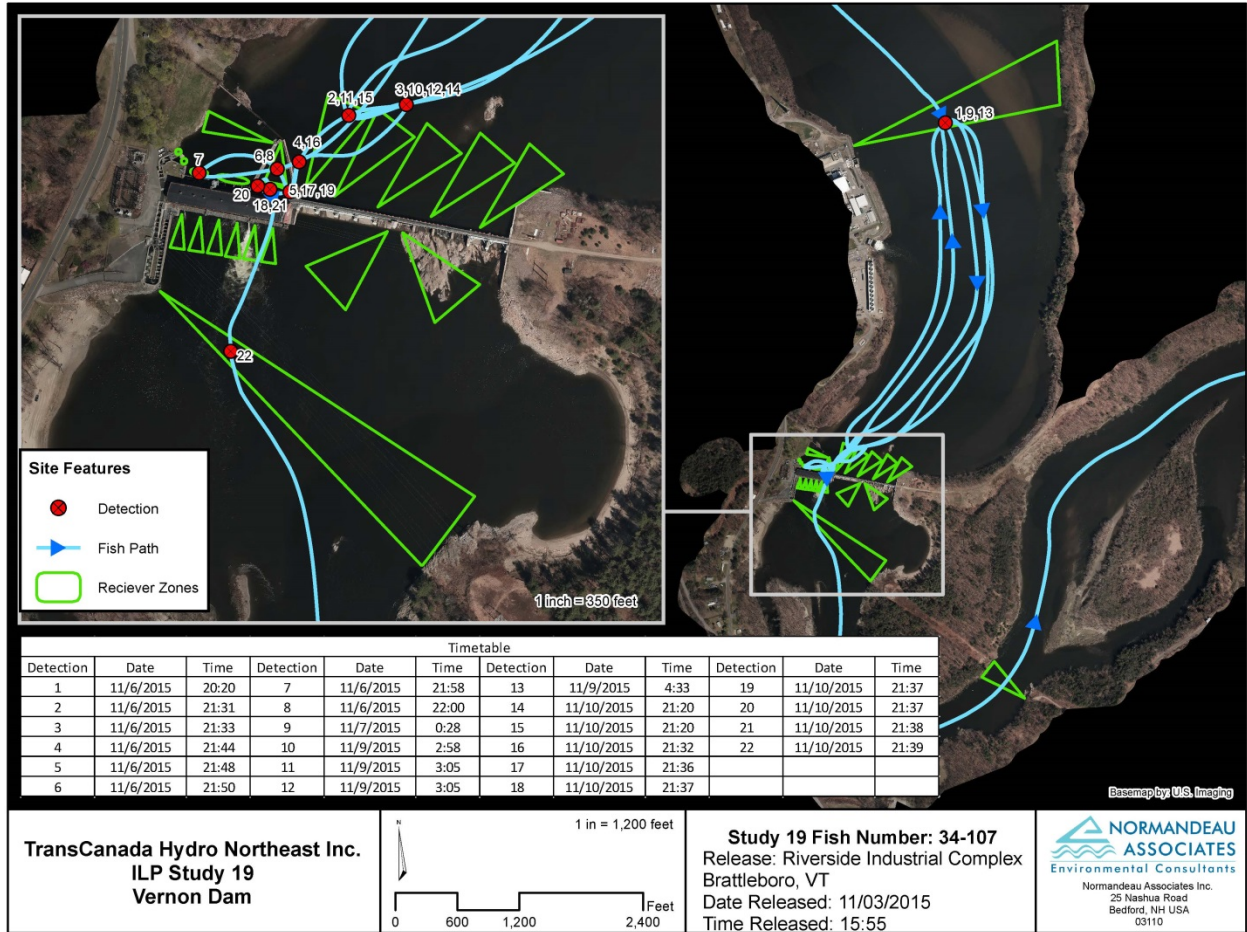 2,11,15
3,10,12,14
4,16
6,8
7
20
5,17,19
18,21
22
1,9,13
Site Features
Detection
Fish Path
Reciever Zones
1 inch = 350 feet
Timetable
Detection Date Time Detection Date Time Detection Date Time Detection Date Time
1 11/6/2015 20:20 7 11/6/2015 21:58 13 11/9/2015 4:33 19 11/10/2015 21:37
2 11/6/2015 21:31 8 11/6/2015 22:00 14 11/10/2015 21:20 20 11/10/2015 21:37
3 11/6/2015 21:33 9 11/7/2015 0:28 15 11/10/2015 21:20 21 11/10/2015 21:38
4 11/6/2015 21:44 10 11/9/2015 2:58 16 11/10/2015 21:32 22 11/10/2015 21:39
5 11/6/2015 21:48 11 11/9/2015 3:05 17 11/10/2015 21:36
6 11/6/2015 21:50 12 11/9/2015 3:05 18 11/10/2015 21:37
Basemap by: U.S. Imaging
TransCanada Hydro Northeast Inc.
ILP Study 19
Vernon Dam
N
1 in = 1,200 feet
Feet
0 600 1,200 2,400
Study 19 Fish Number: 34-107
Release: Riverside Industrial Complex
Brattleboro, VT
Date Released: 11/03/2015
Time Released: 15:55
NORMANDEAU
ASSOCIATES
Environmental Consultants
Normandeau Associates Inc.
25 Nashua Road
Bedford, NH USA
03110